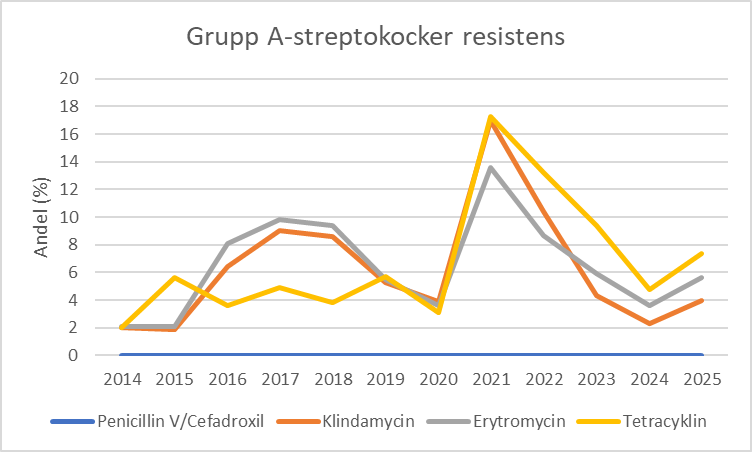 Grupp A-streptokocker resistens
Andel (%)
20
18
16
14
12
10
8
6
4
2
0
2014 2015 2016 2017 2018 2019 2020 2021 2022 2023 2024 2025
Penicillin V/Cefadroxil Klindamycin Erytromycin Tetracyklin